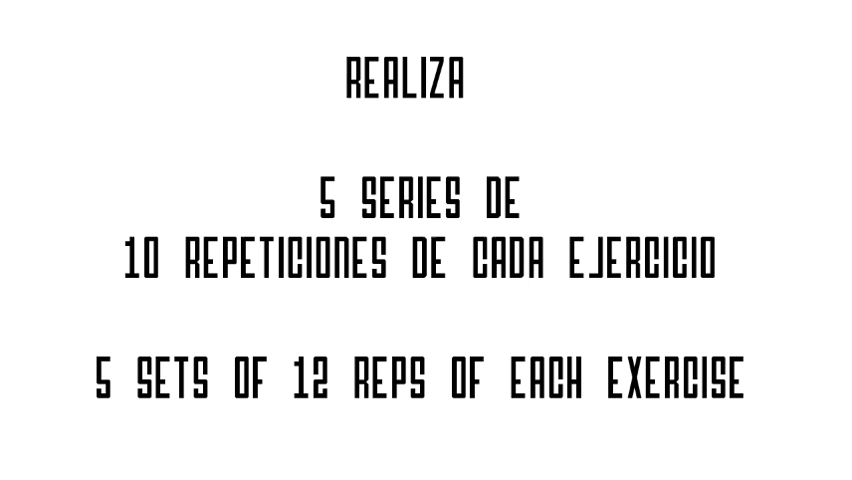 REALIZA
5 SERIES DE
10 REPETICIONES DE CADA EJERCICIO
5 SETS OF 12 REPS OF EACH EXERCISE